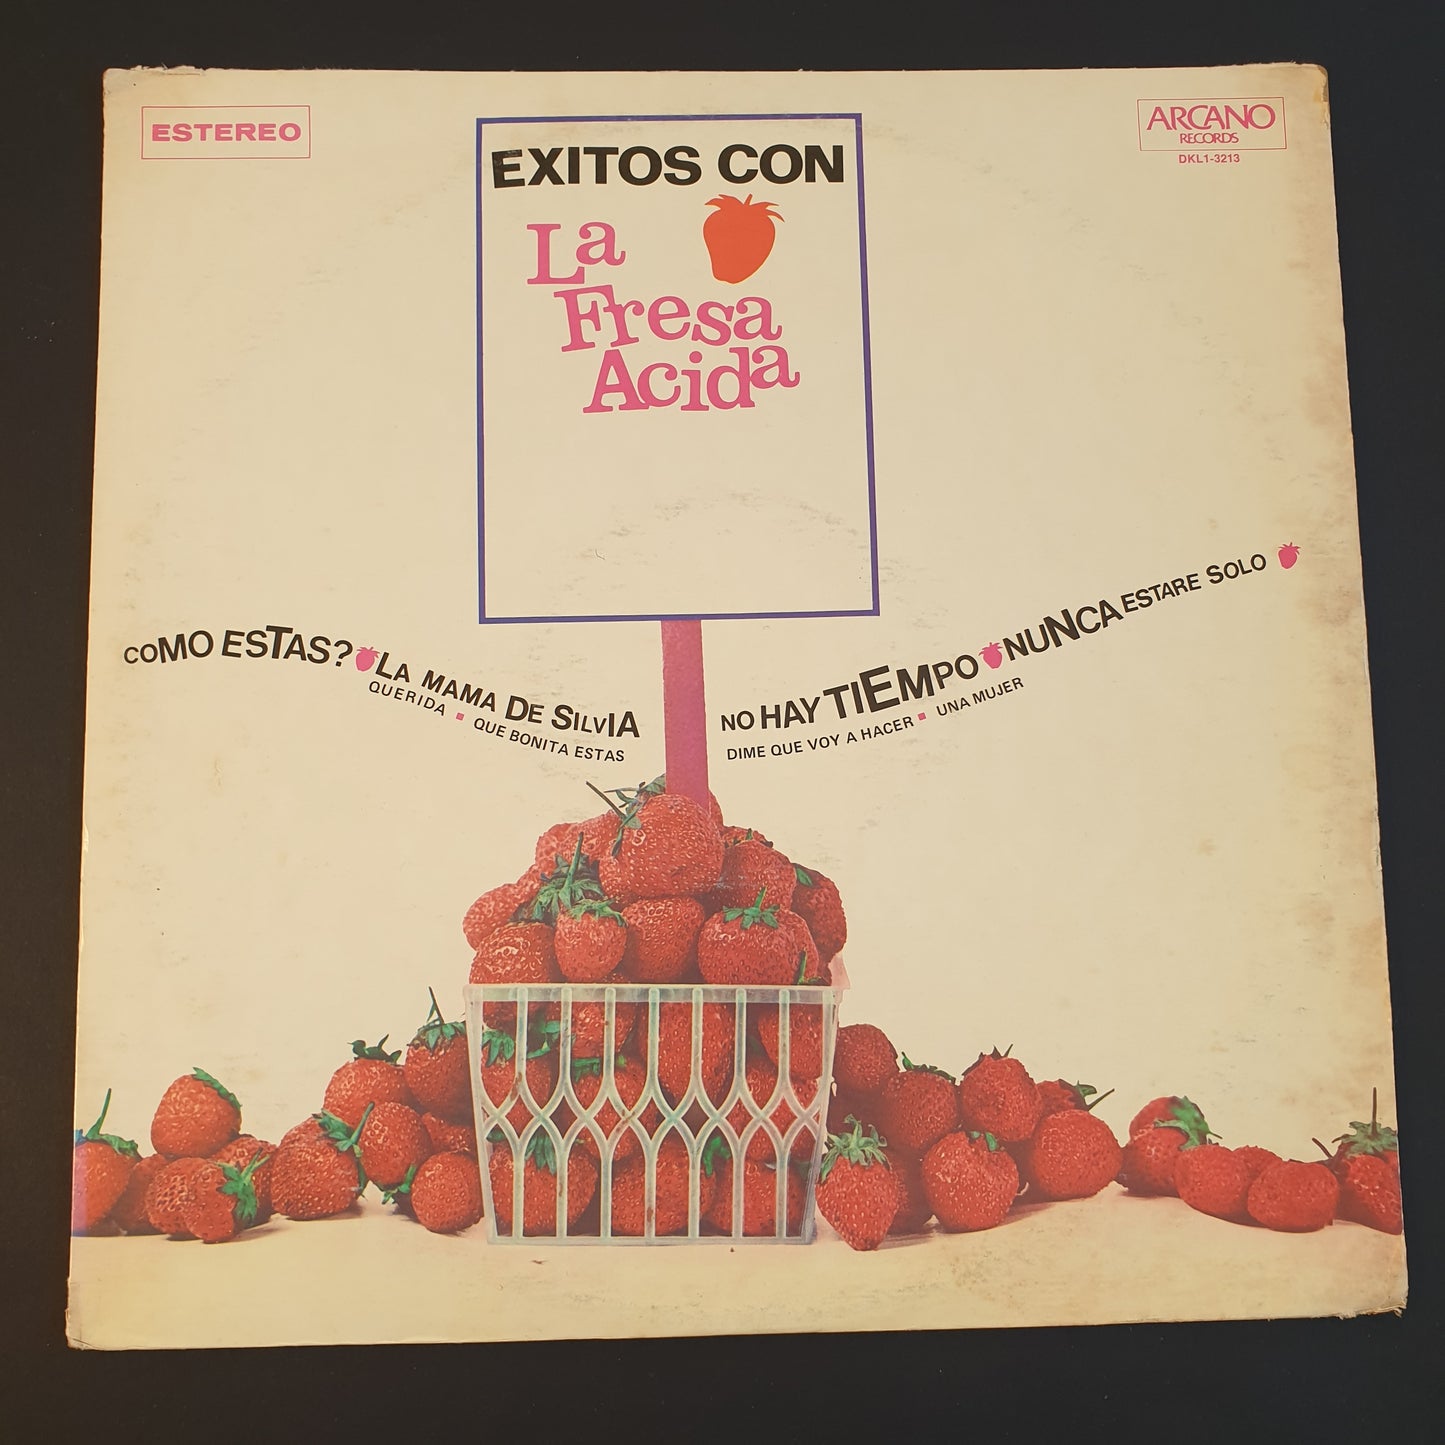 ESTEREO
ARCANO
RECORDS
DKL1-3213
EXITOS CON
La
Fresa
Acida
COMO ESTAS? LA MAMA DE SILVIA
QUERIDA ▪ QUE BONITA ESTAS
NO HAY TIEMPO NUNCA ESTARE SOLO
DIME QUE VOY A HACER ▪ UNA MUJER